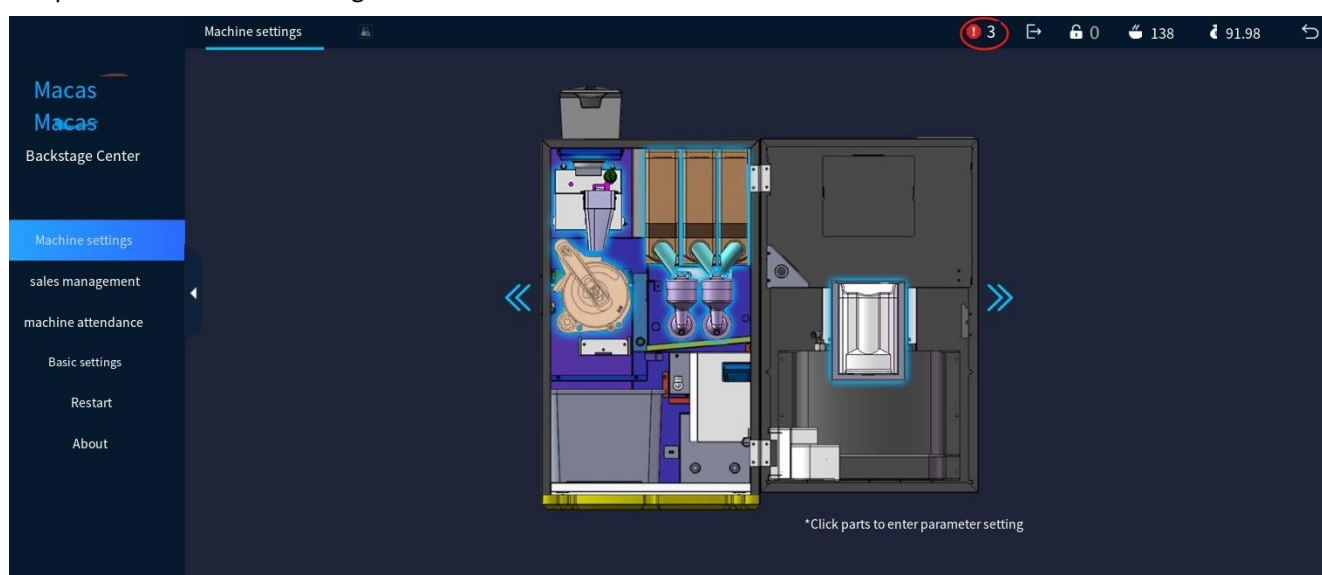 Machine settings
3
0
138
91.98
Macas
Macas
Backstage Center
Machine settings
sales management
machine attendance
Basic settings
Restart
About
*Click parts to enter parameter setting